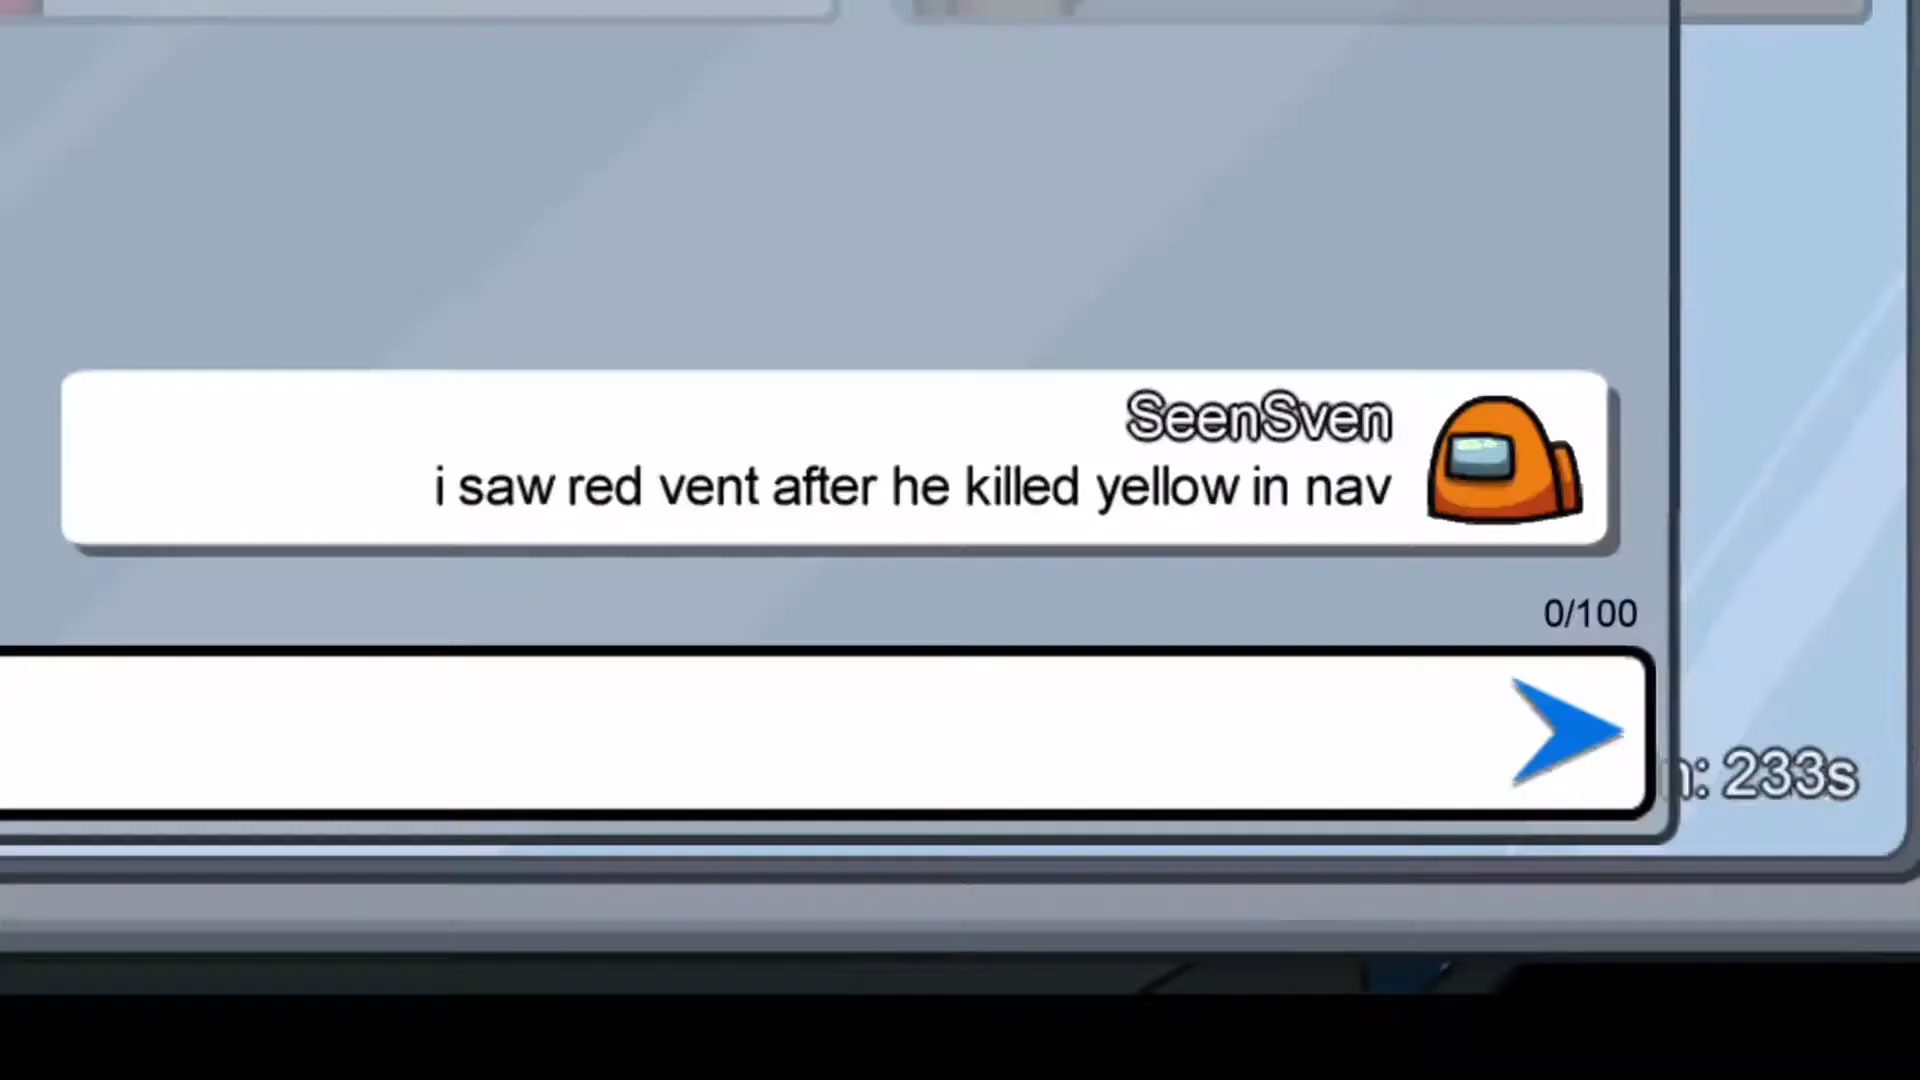 SeenSven
i saw red vent after he killed yellow in nav
0/100
n: 233s